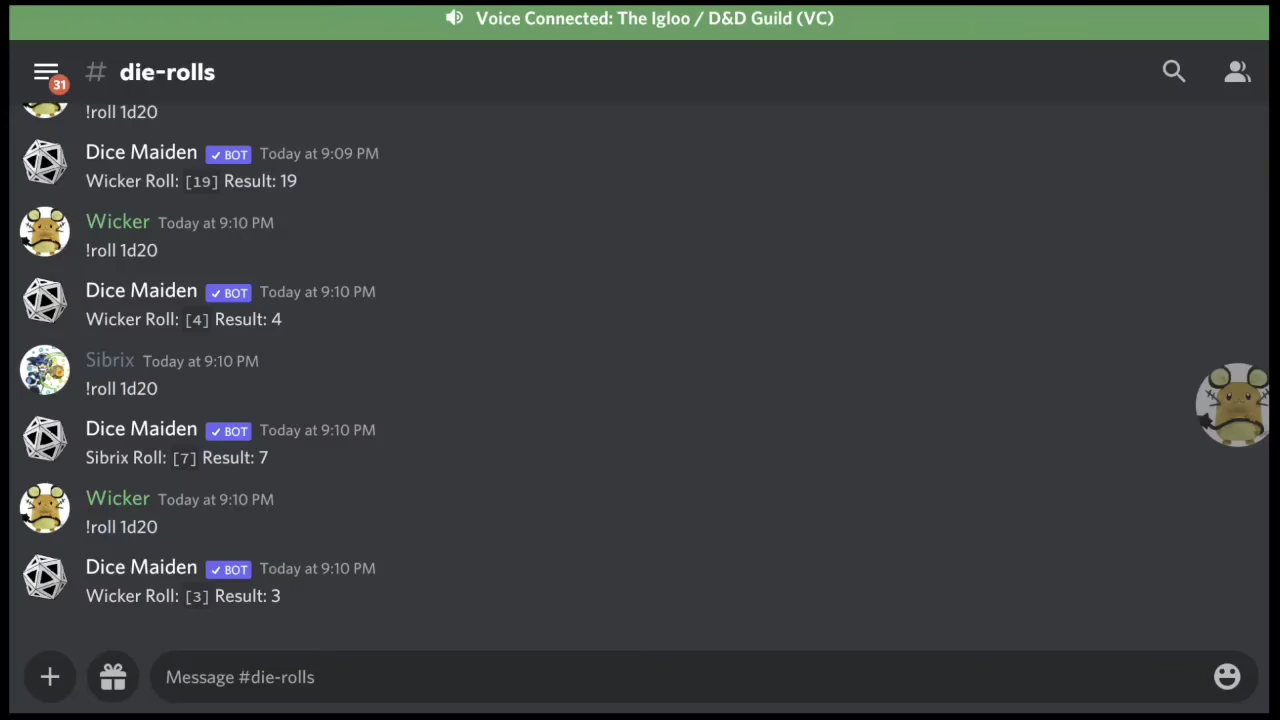 Voice Connected: The Igloo / D&D Guild (VC)
31
# die-rolls
!roll 1d20
Dice Maiden ✓ BOT Today at 9:09 PM
Wicker Roll: [19] Result: 19
Wicker Today at 9:10 PM
!roll 1d20
Dice Maiden ✓ BOT Today at 9:10 PM
Wicker Roll: [4] Result: 4
Sibrix Today at 9:10 PM
!roll 1d20
Dice Maiden ✓ BOT Today at 9:10 PM
Sibrix Roll: [7] Result: 7
Wicker Today at 9:10 PM
!roll 1d20
Dice Maiden ✓ BOT Today at 9:10 PM
Wicker Roll: [3] Result: 3
Message #die-rolls